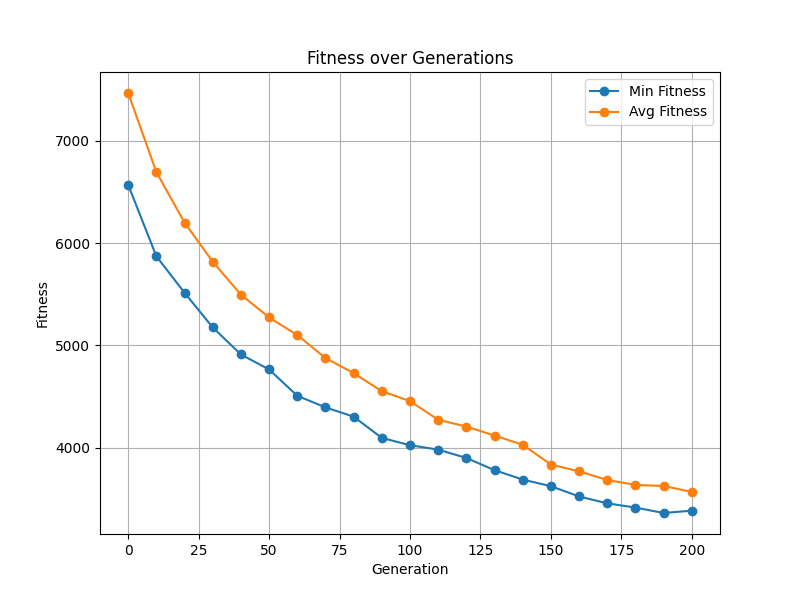 Fitness over Generations
Min Fitness
Avg Fitness
Fitness
7000
6000
5000
4000
0 25 50 75 100 125 150 175 200
Generation